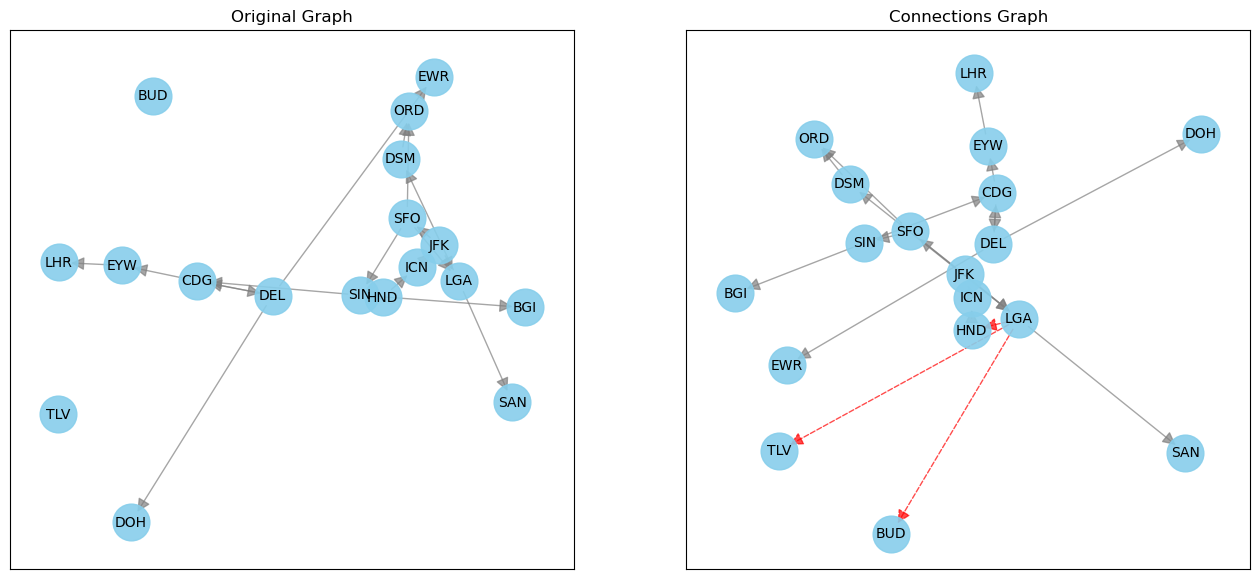 Original Graph
EWR
BUD
ORD
DSM
SFO
JFK
LHR
EYW
ICN
CDG
LGA
DEL
SIN
HND
BGI
SAN
TLV
DOH
Connections Graph
LHR
DOH
ORD
EYW
DSM
CDG
SFO
SIN
DEL
JFK
BGI
ICN
LGA
HND
EWR
TLV
SAN
BUD